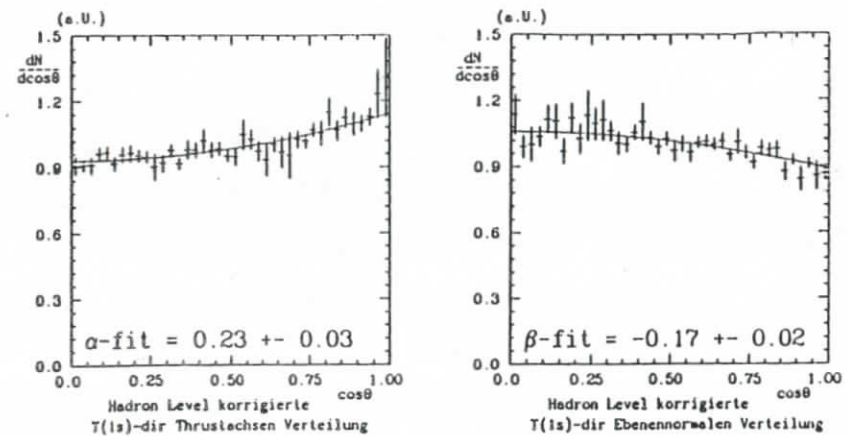 (a.U.)
1.5
dN
dcosθ
1.2
0.9
0.6
0.3
0.0
α-fit = 0.23 +- 0.03
0.0 0.25 0.50 0.75 1.00
cosθ
Hadron Level korrigierte
T(1s)-dir Thrustachsen Verteilung
(a.U.)
1.5
dN
dcosθ
1.2
0.9
0.6
0.3
0.0
β-fit = -0.17 +- 0.02
0.0 0.25 0.50 0.75 1.00
cosθ
Hadron Level korrigierte
T(1s)-dir Ebenennormalen Verteilung